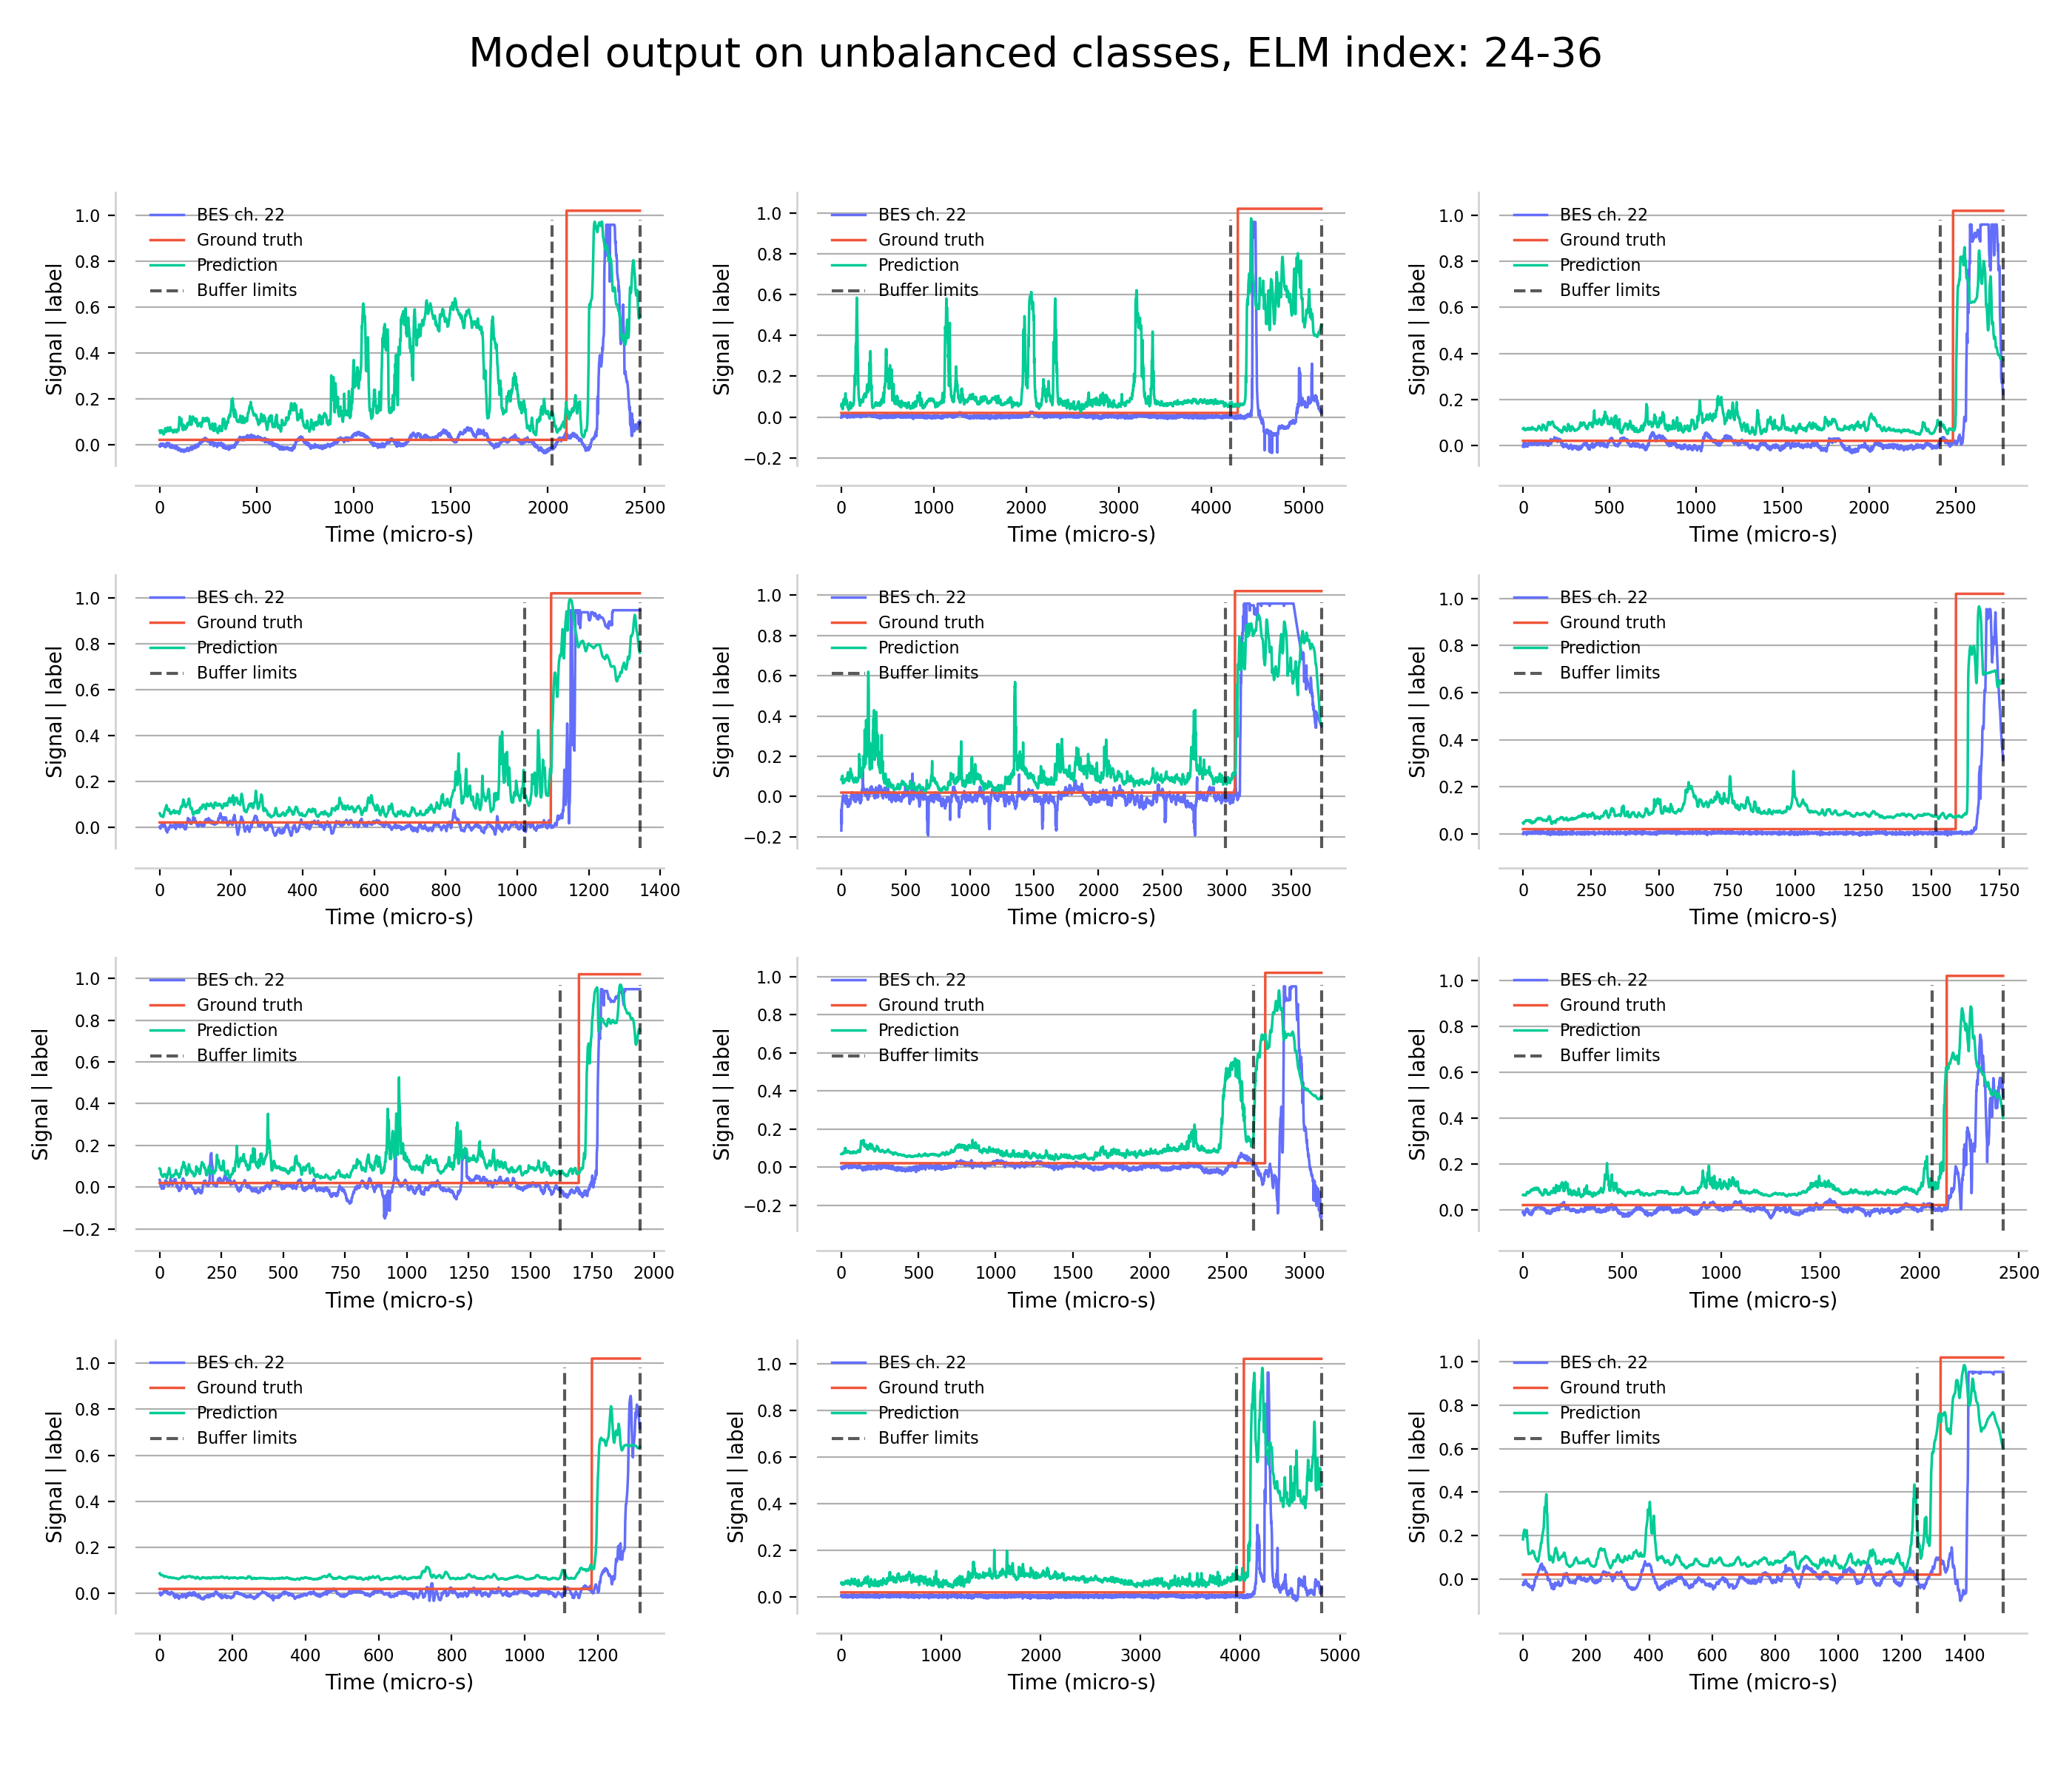 Model output on unbalanced classes, ELM index: 24-36
BES ch. 22
Ground truth
Prediction
Buffer limits
1.0
0.8
0.6
0.4
0.2
0.0
Signal | label
0 500 1000 1500 2000 2500
Time (micro-s)
BES ch. 22
Ground truth
Prediction
Buffer limits
1.0
0.8
0.6
0.4
0.2
0.0
−0.2
Signal | label
0 1000 2000 3000 4000 5000
Time (micro-s)
BES ch. 22
Ground truth
Prediction
Buffer limits
1.0
0.8
0.6
0.4
0.2
0.0
Signal | label
0 500 1000 1500 2000 2500
Time (micro-s)
BES ch. 22
Ground truth
Prediction
Buffer limits
1.0
0.8
0.6
0.4
0.2
0.0
Signal | label
0 200 400 600 800 1000 1200 1400
Time (micro-s)
BES ch. 22
Ground truth
Prediction
Buffer limits
1.0
0.8
0.6
0.4
0.2
0.0
−0.2
Signal | label
0 500 1000 1500 2000 2500 3000 3500
Time (micro-s)
BES ch. 22
Ground truth
Prediction
Buffer limits
1.0
0.8
0.6
0.4
0.2
0.0
Signal | label
0 250 500 750 1000 1250 1500 1750
Time (micro-s)
BES ch. 22
Ground truth
Prediction
Buffer limits
1.0
0.8
0.6
0.4
0.2
0.0
−0.2
Signal | label
0 250 500 750 1000 1250 1500 1750 2000
Time (micro-s)
BES ch. 22
Ground truth
Prediction
Buffer limits
1.0
0.8
0.6
0.4
0.2
0.0
−0.2
Signal | label
0 500 1000 1500 2000 2500 3000
Time (micro-s)
BES ch. 22
Ground truth
Prediction
Buffer limits
1.0
0.8
0.6
0.4
0.2
0.0
Signal | label
0 500 1000 1500 2000 2500
Time (micro-s)
BES ch. 22
Ground truth
Prediction
Buffer limits
1.0
0.8
0.6
0.4
0.2
0.0
Signal | label
0 200 400 600 800 1000 1200
Time (micro-s)
BES ch. 22
Ground truth
Prediction
Buffer limits
1.0
0.8
0.6
0.4
0.2
0.0
Signal | label
0 1000 2000 3000 4000 5000
Time (micro-s)
BES ch. 22
Ground truth
Prediction
Buffer limits
1.0
0.8
0.6
0.4
0.2
0.0
Signal | label
0 200 400 600 800 1000 1200 1400
Time (micro-s)